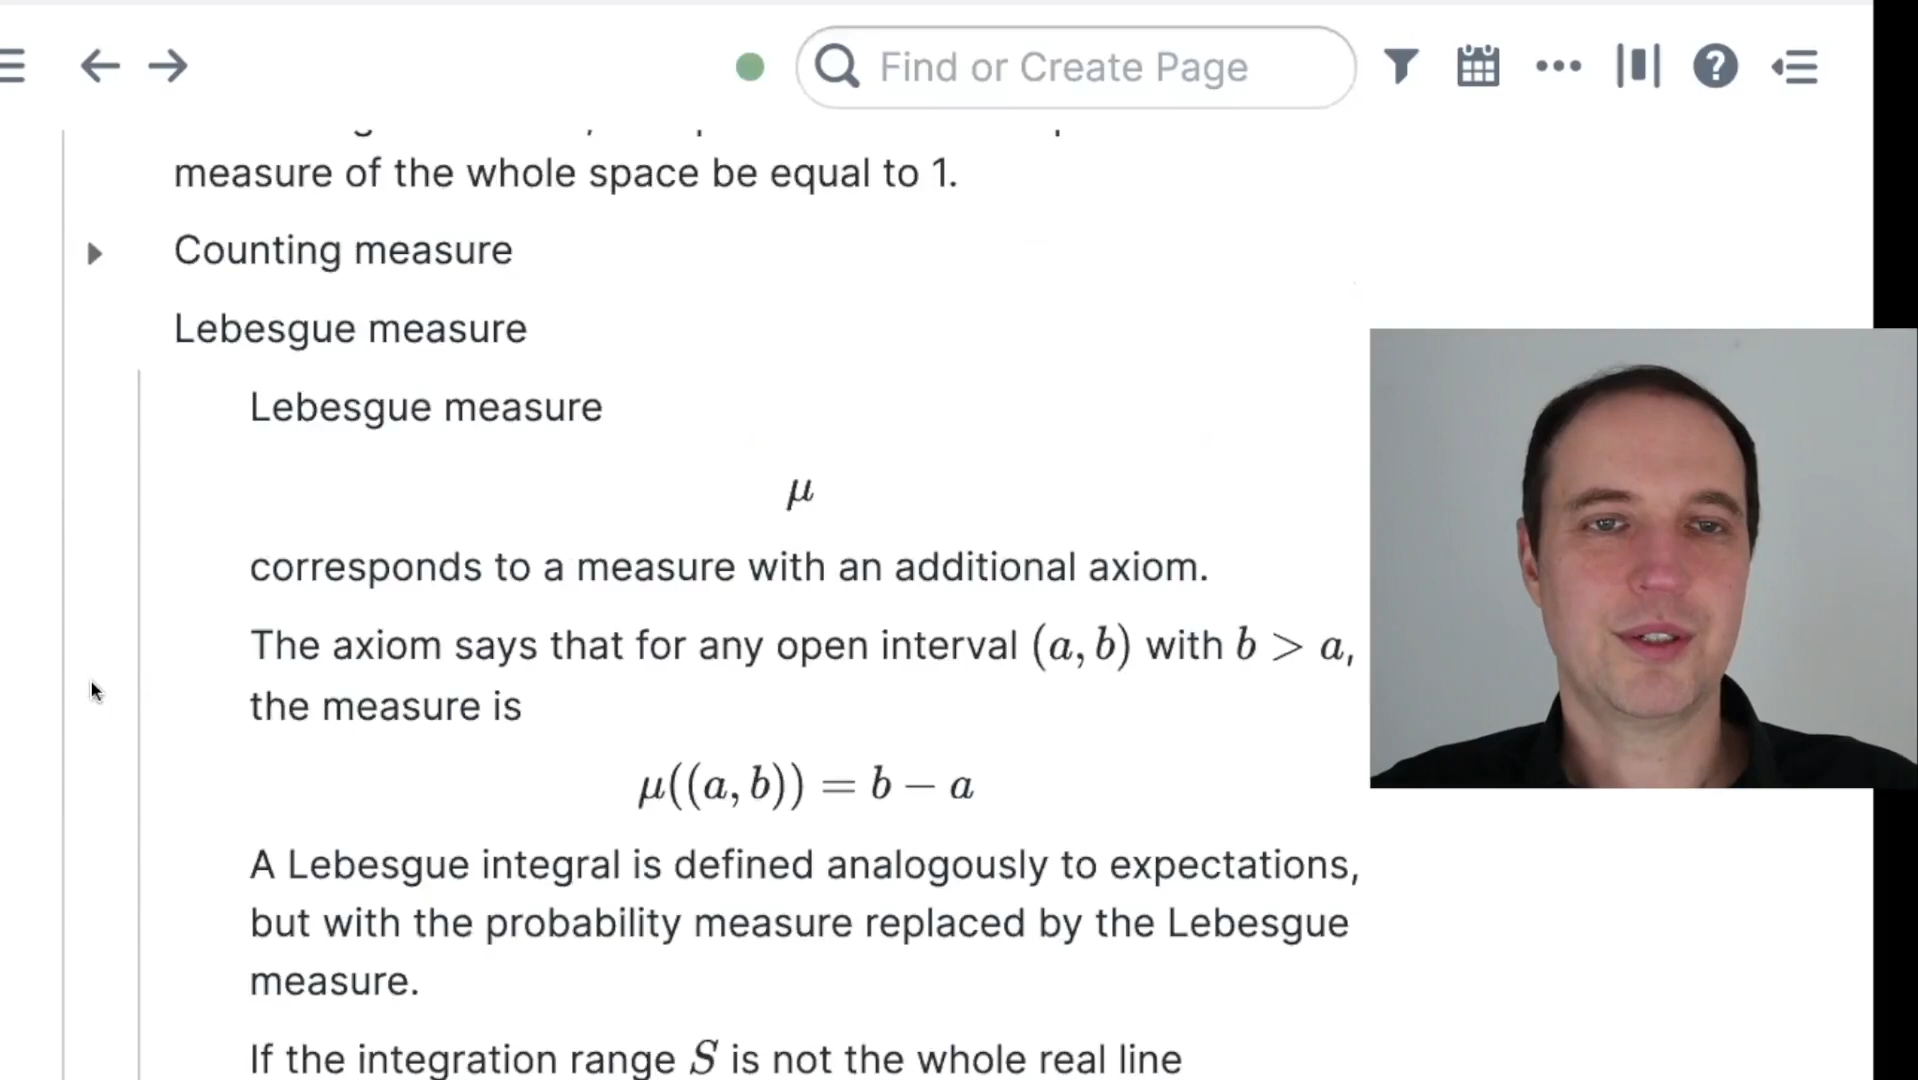 Find or Create Page
measure of the whole space be equal to 1.
Counting measure
Lebesgue measure
Lebesgue measure
μ
corresponds to a measure with an additional axiom.
The axiom says that for any open interval (a, b) with b > a,
the measure is
μ((a, b)) = b − a
A Lebesgue integral is defined analogously to expectations,
but with the probability measure replaced by the Lebesgue
measure.
If the integration range S is not the whole real line